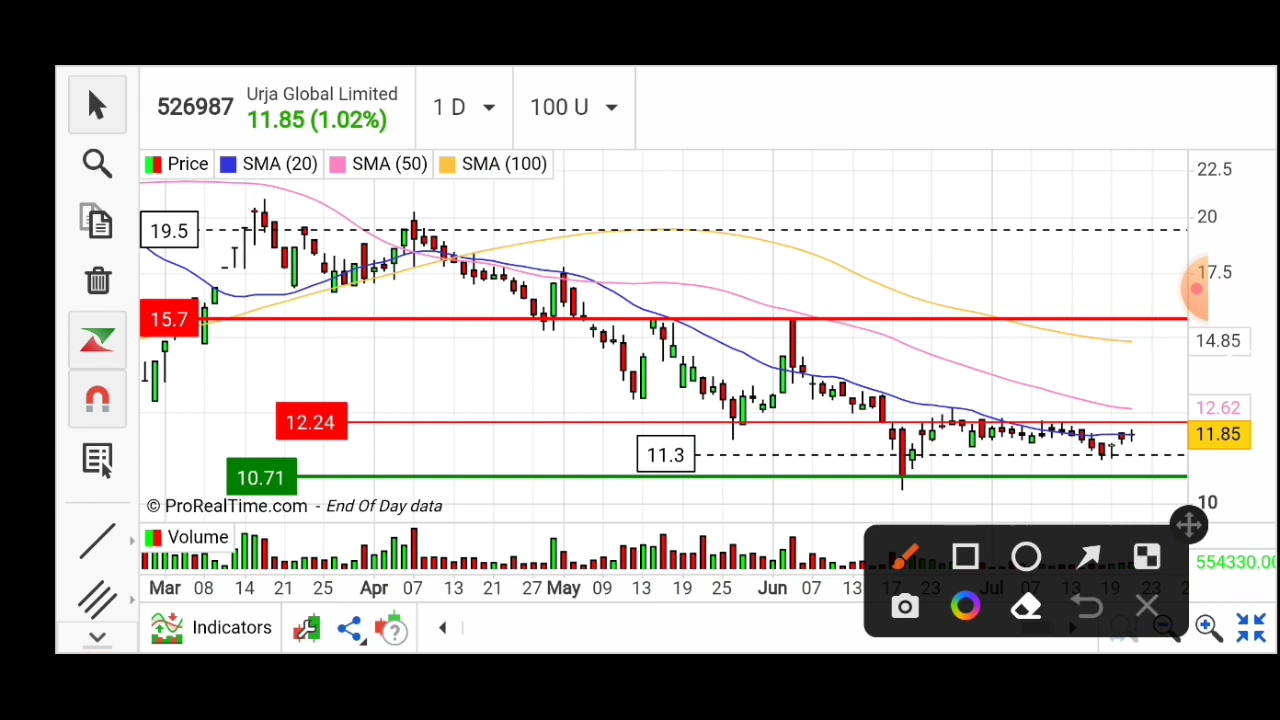 526987
Urja Global Limited
11.85 (1.02%)
1 D
100 U
Price
SMA (20)
SMA (50)
SMA (100)
22.5
20
19.5
17.5
15.7
14.85
12.62
12.24
11.85
11.3
10.71
10
© ProRealTime.com - End Of Day data
Volume
554330.00
Mar 08 14 21 25 Apr 07 13 21 27 May 09 13 19 25 Jun 07 13 17 23 Jul 07 13 19 23
Indicators